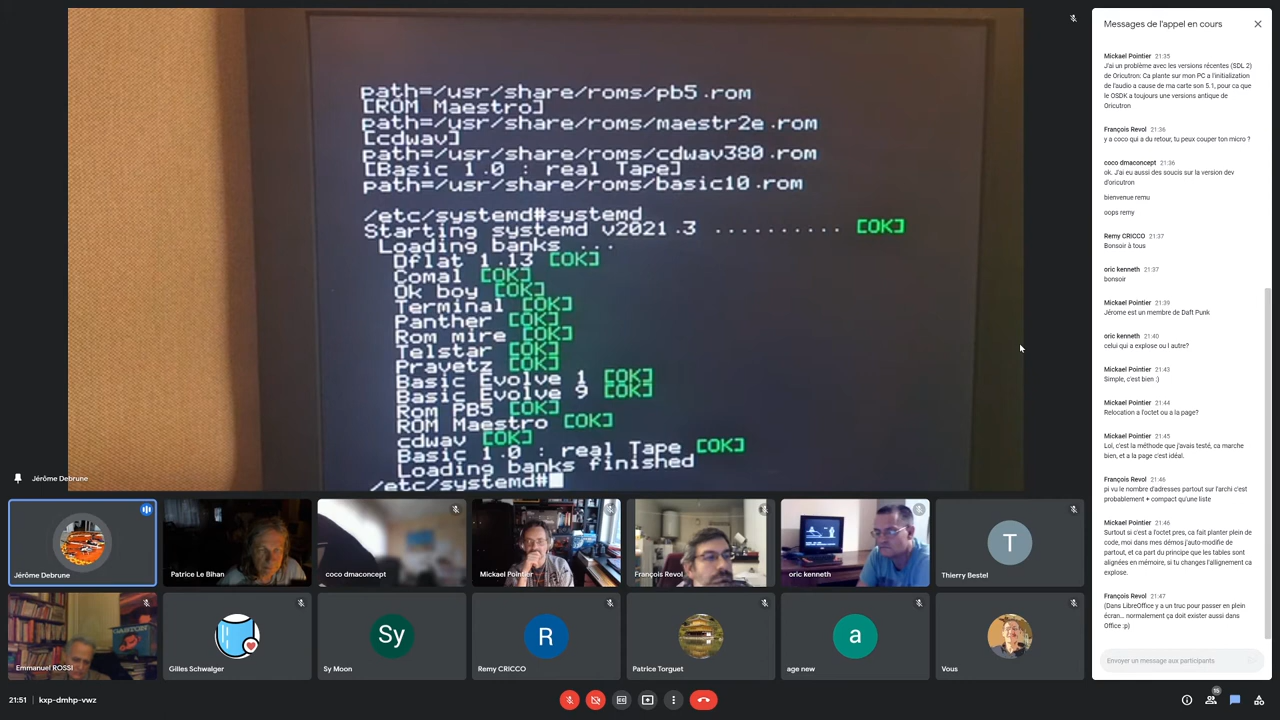 path=/usr/share/roms/pb5.rom
[ROM Maestro]
path=/usr/share/roms/maestr2e.rom
[cdwav]
path=/usr/share/roms/cdwav380.rom
[Basic 1.0 : real Tape]
path=/usr/share/roms/basic10.rom
/etc/systemd#systemd
Starting systemd v2021.3 .......... [OK]
Loading banks ....
Dflat 1.13 [OK]
Comal [OK]
Ok boy [OK]
Terminal [OK]
Panther [OK]
Rom mire [OK]
Telstar [OK]
Pravetz [OK]
Basic Evolve 1 [OK]
Basic Evolve 9 [OK]
ROM PB5 [OK]
ROM Maestro [OK]
cdwav [OK]
Basic 1.0 : real Tape [OK]
Loading banks finished
/etc/systemd#
Jérôme Debrune
Jérôme Debrune
Patrice Le Bihan
coco dmaconcept
Mickael Pointier
François Revol
oric kenneth
T
Thierry Bestel
Emmanuel ROSSI
Gilles Schwalger
Sy
Sy Moon
R
Remy CRICCO
Patrice Torguet
a
age new
Vous
21:51 | kxp-dmhp-vwz
15
Messages de l'appel en cours
Mickael Pointier 21:35
J'ai un problème avec les versions récentes (SDL 2)
de Oricutron: Ca plante sur mon PC a l'initialization
de l'audio a cause de ma carte son 5.1, pour ca que
le OSDK a toujours une versions antique de
Oricutron
François Revol 21:36
y a coco qui a du retour, tu peux couper ton micro ?
coco dmaconcept 21:36
ok. J'ai eu aussi des soucis sur la version dev
d'oricutron
bienvenue remu
oops remy
Remy CRICCO 21:37
Bonsoir à tous
oric kenneth 21:37
bonsoir
Mickael Pointier 21:39
Jérome est un membre de Daft Punk
oric kenneth 21:40
celui qui a explose ou l autre?
Mickael Pointier 21:43
Simple, c'est bien :)
Mickael Pointier 21:44
Relocation a l'octet ou a la page?
Mickael Pointier 21:45
Lol, c'est la méthode que j'avais testé, ca marche
bien, et a la page c'est idéal.
François Revol 21:46
pi vu le nombre d'adresses partout sur l'archi c'est
probablement + compact qu'une liste
Mickael Pointier 21:46
Surtout si c'est a l'octet pres, ca fait planter plein de
code, moi dans mes démos j'auto-modifie de
partout, et ca part du principe que les tables sont
alignées en mémoire, si tu changes l'allignement ca
explose.
François Revol 21:47
(Dans LibreOffice y a un truc pour passer en plein
écran... normalement ça doit exister aussi dans
Office :p)
Envoyer un message aux participants